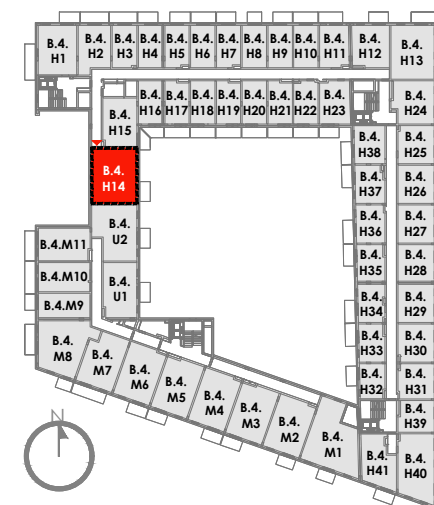 B.4.
H1
B.4.
H2
B.4.
H3
B.4.
H4
B.4.
H5
B.4.
H6
B.4.
H7
B.4.
H8
B.4.
H9
B.4.
H10
B.4.
H11
B.4.
H12
B.4.
H13
B.4.
H15
B.4.
H16
B.4.
H17
B.4.
H18
B.4.
H19
B.4.
H20
B.4.
H21
B.4.
H22
B.4.
H23
B.4.
H24
B.4.
H14
B.4.
H38
B.4.
H25
B.4.
H37
B.4.
H26
B.4.
U2
B.4.
H36
B.4.
H27
B.4.M11
B.4.
H35
B.4.
H28
B.4.M10
B.4.
U1
B.4.
H34
B.4.
H29
B.4.M9
B.4.
H33
B.4.
H30
B.4.
M8
B.4.
M7
B.4.
M6
B.4.
M5
B.4.
M4
B.4.
M3
B.4.
M2
B.4.
M1
B.4.
H32
B.4.
H31
B.4.
H39
B.4.
H41
B.4.
H40
N